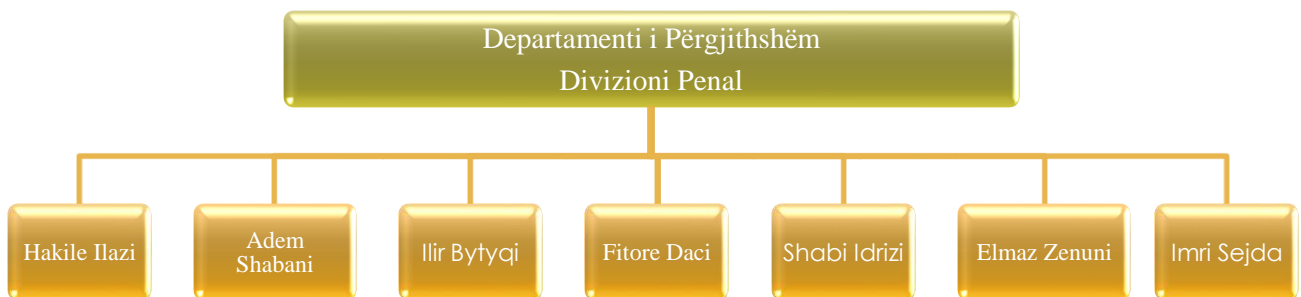 Departamenti i Përgjithshëm
Divizioni Penal
Hakile Ilazi
Adem
Shabani
Ilir Bytyqi
Fitore Daci
Shabi Idrizi
Elmaz Zenuni
Imri Sejda